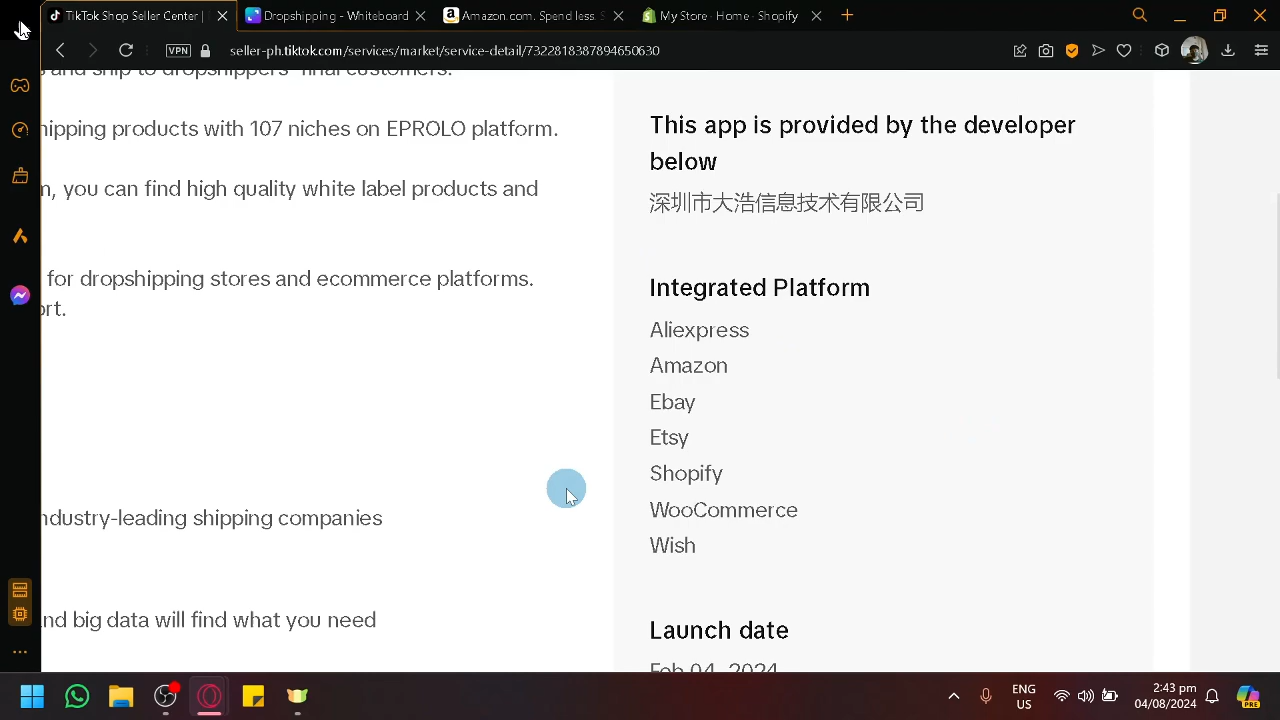 TikTok Shop Seller Center |
Dropshipping - Whiteboard
Amazon.com. Spend less. S
My Store · Home · Shopify
VPN
seller-ph.tiktok.com/services/market/service-detail/7322818387894650630
and ship to dropshippers' final customers.
hipping products with 107 niches on EPROLO platform.
, you can find high quality white label products and
for dropshipping stores and ecommerce platforms.
ort.
ndustry-leading shipping companies
nd big data will find what you need
This app is provided by the developer
below
深圳市大浩信息技术有限公司
Integrated Platform
Aliexpress
Amazon
Ebay
Etsy
Shopify
WooCommerce
Wish
Launch date
Feb 04, 2024
ENG
US
2:43 pm
04/08/2024
PRE